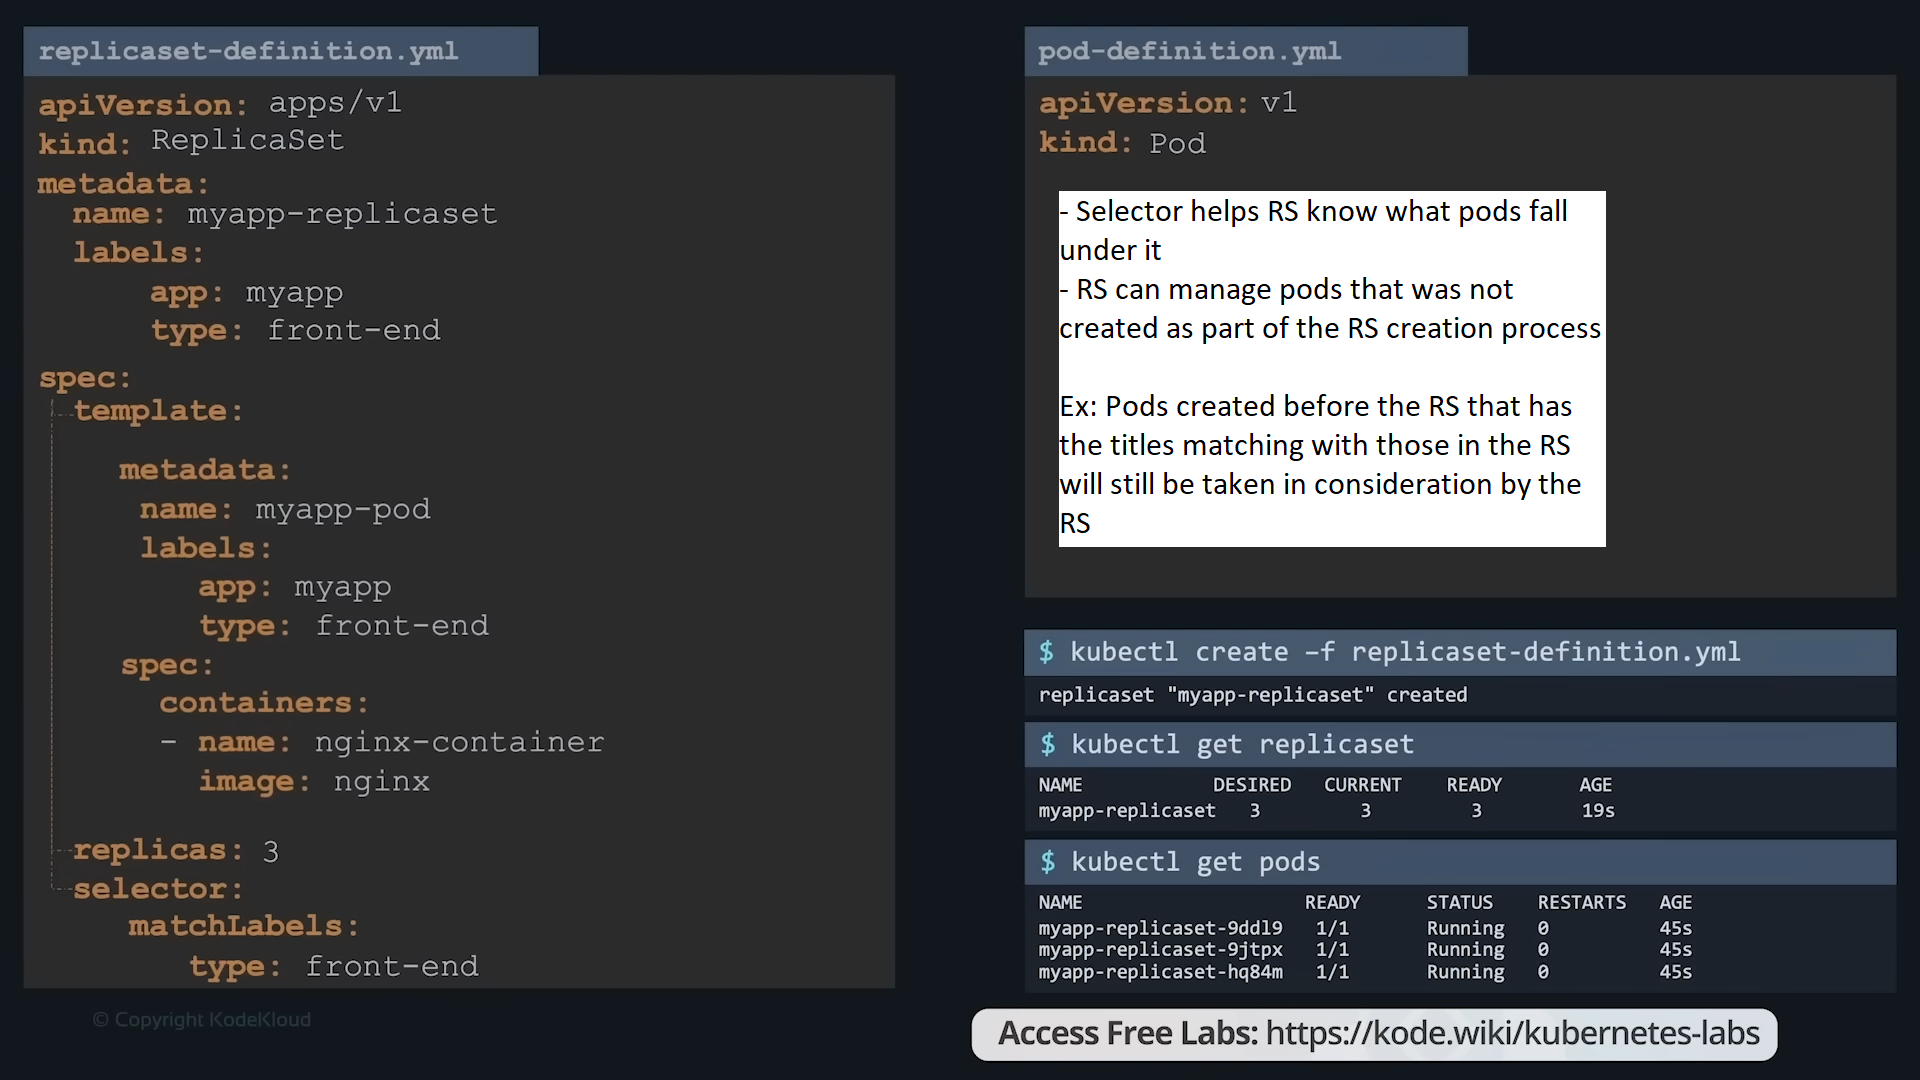 replicaset-definition.yml
apiVersion: apps/v1
kind: ReplicaSet
metadata:
name: myapp-replicaset
labels:
app: myapp
type: front-end
spec:
template:
metadata:
name: myapp-pod
labels:
app: myapp
type: front-end
spec:
containers:
- name: nginx-container
image: nginx
replicas: 3
selector:
matchLabels:
type: front-end
© Copyright KodeKloud
pod-definition.yml
apiVersion: v1
kind: Pod
- Selector helps RS know what pods fall
under it
- RS can manage pods that was not
created as part of the RS creation process
Ex: Pods created before the RS that has
the titles matching with those in the RS
will still be taken in consideration by the
RS
$ kubectl create –f replicaset-definition.yml
replicaset "myapp-replicaset" created
$ kubectl get replicaset
NAME DESIRED CURRENT READY AGE
myapp-replicaset 3 3 3 19s
$ kubectl get pods
NAME READY STATUS RESTARTS AGE
myapp-replicaset-9ddl9 1/1 Running 0 45s
myapp-replicaset-9jtpx 1/1 Running 0 45s
myapp-replicaset-hq84m 1/1 Running 0 45s
Access Free Labs: https://kode.wiki/kubernetes-labs